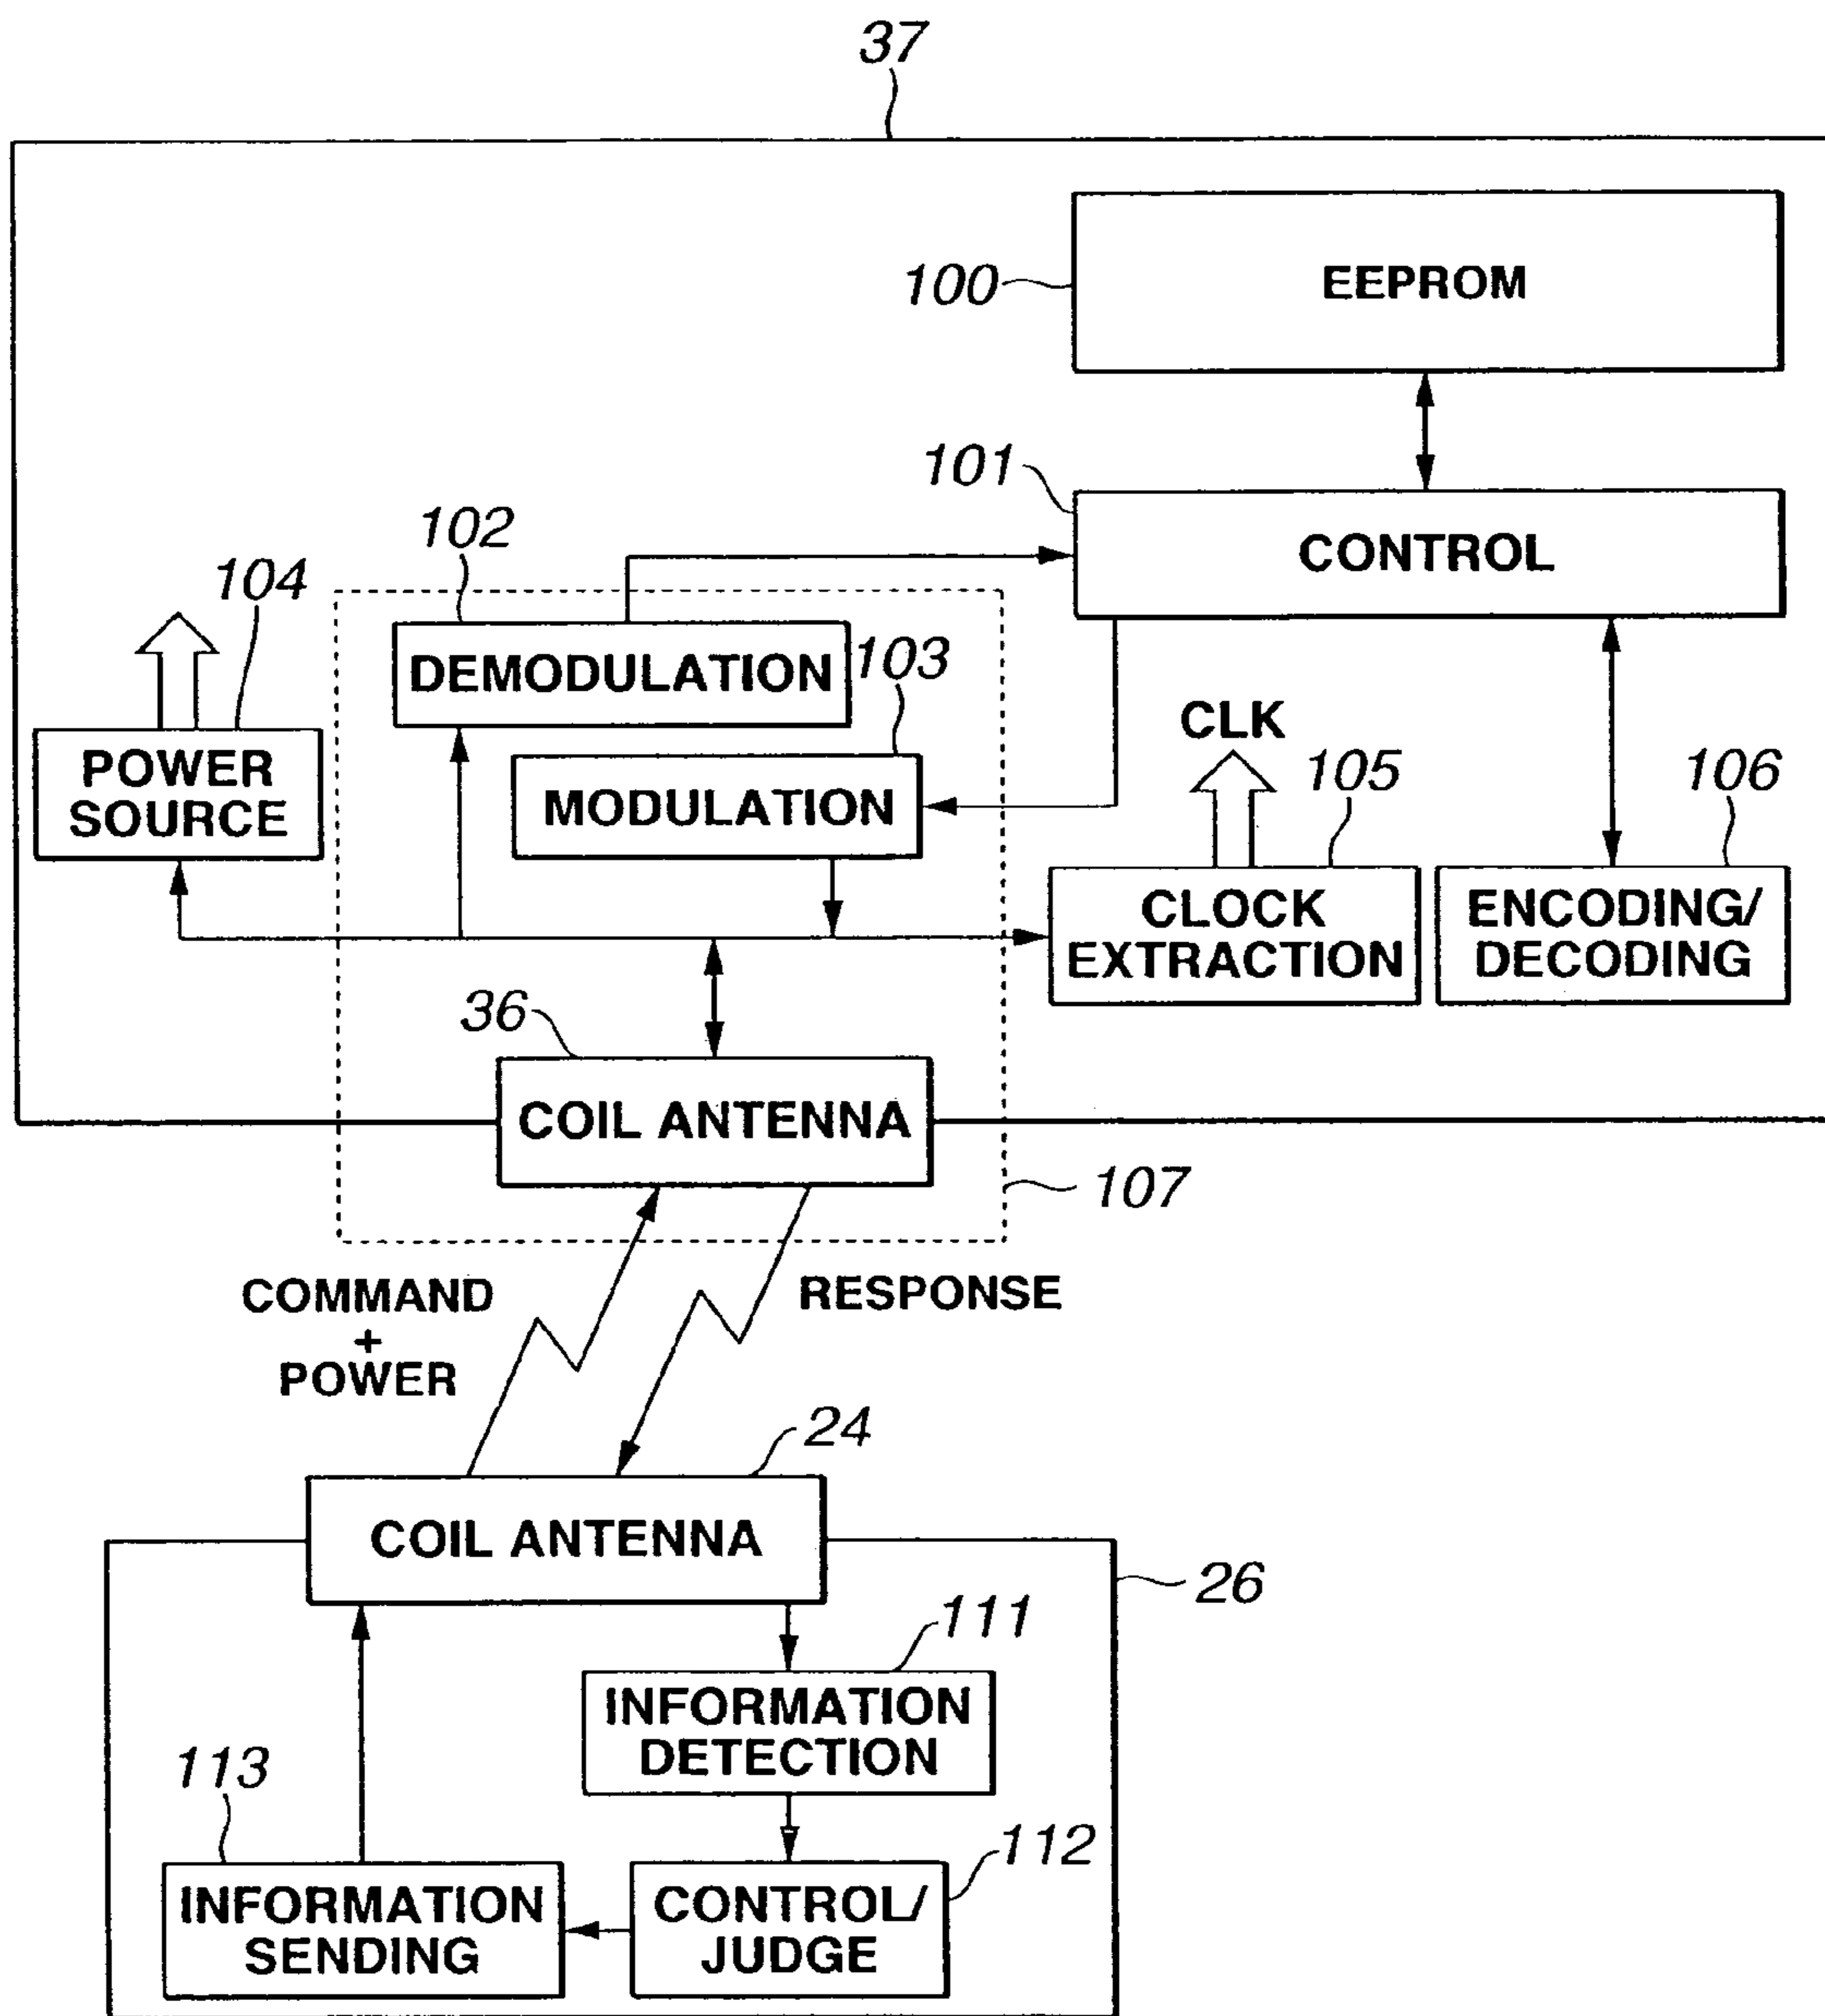 37
100
EEPROM
101
CONTROL
102
104
DEMODULATION
103
CLK
POWER
SOURCE
MODULATION
105
106
CLOCK
EXTRACTION
ENCODING/
DECODING
36
COIL ANTENNA
107
COMMAND
+
POWER
RESPONSE
24
COIL ANTENNA
26
111
INFORMATION
DETECTION
113
112
INFORMATION
SENDING
CONTROL/
JUDGE